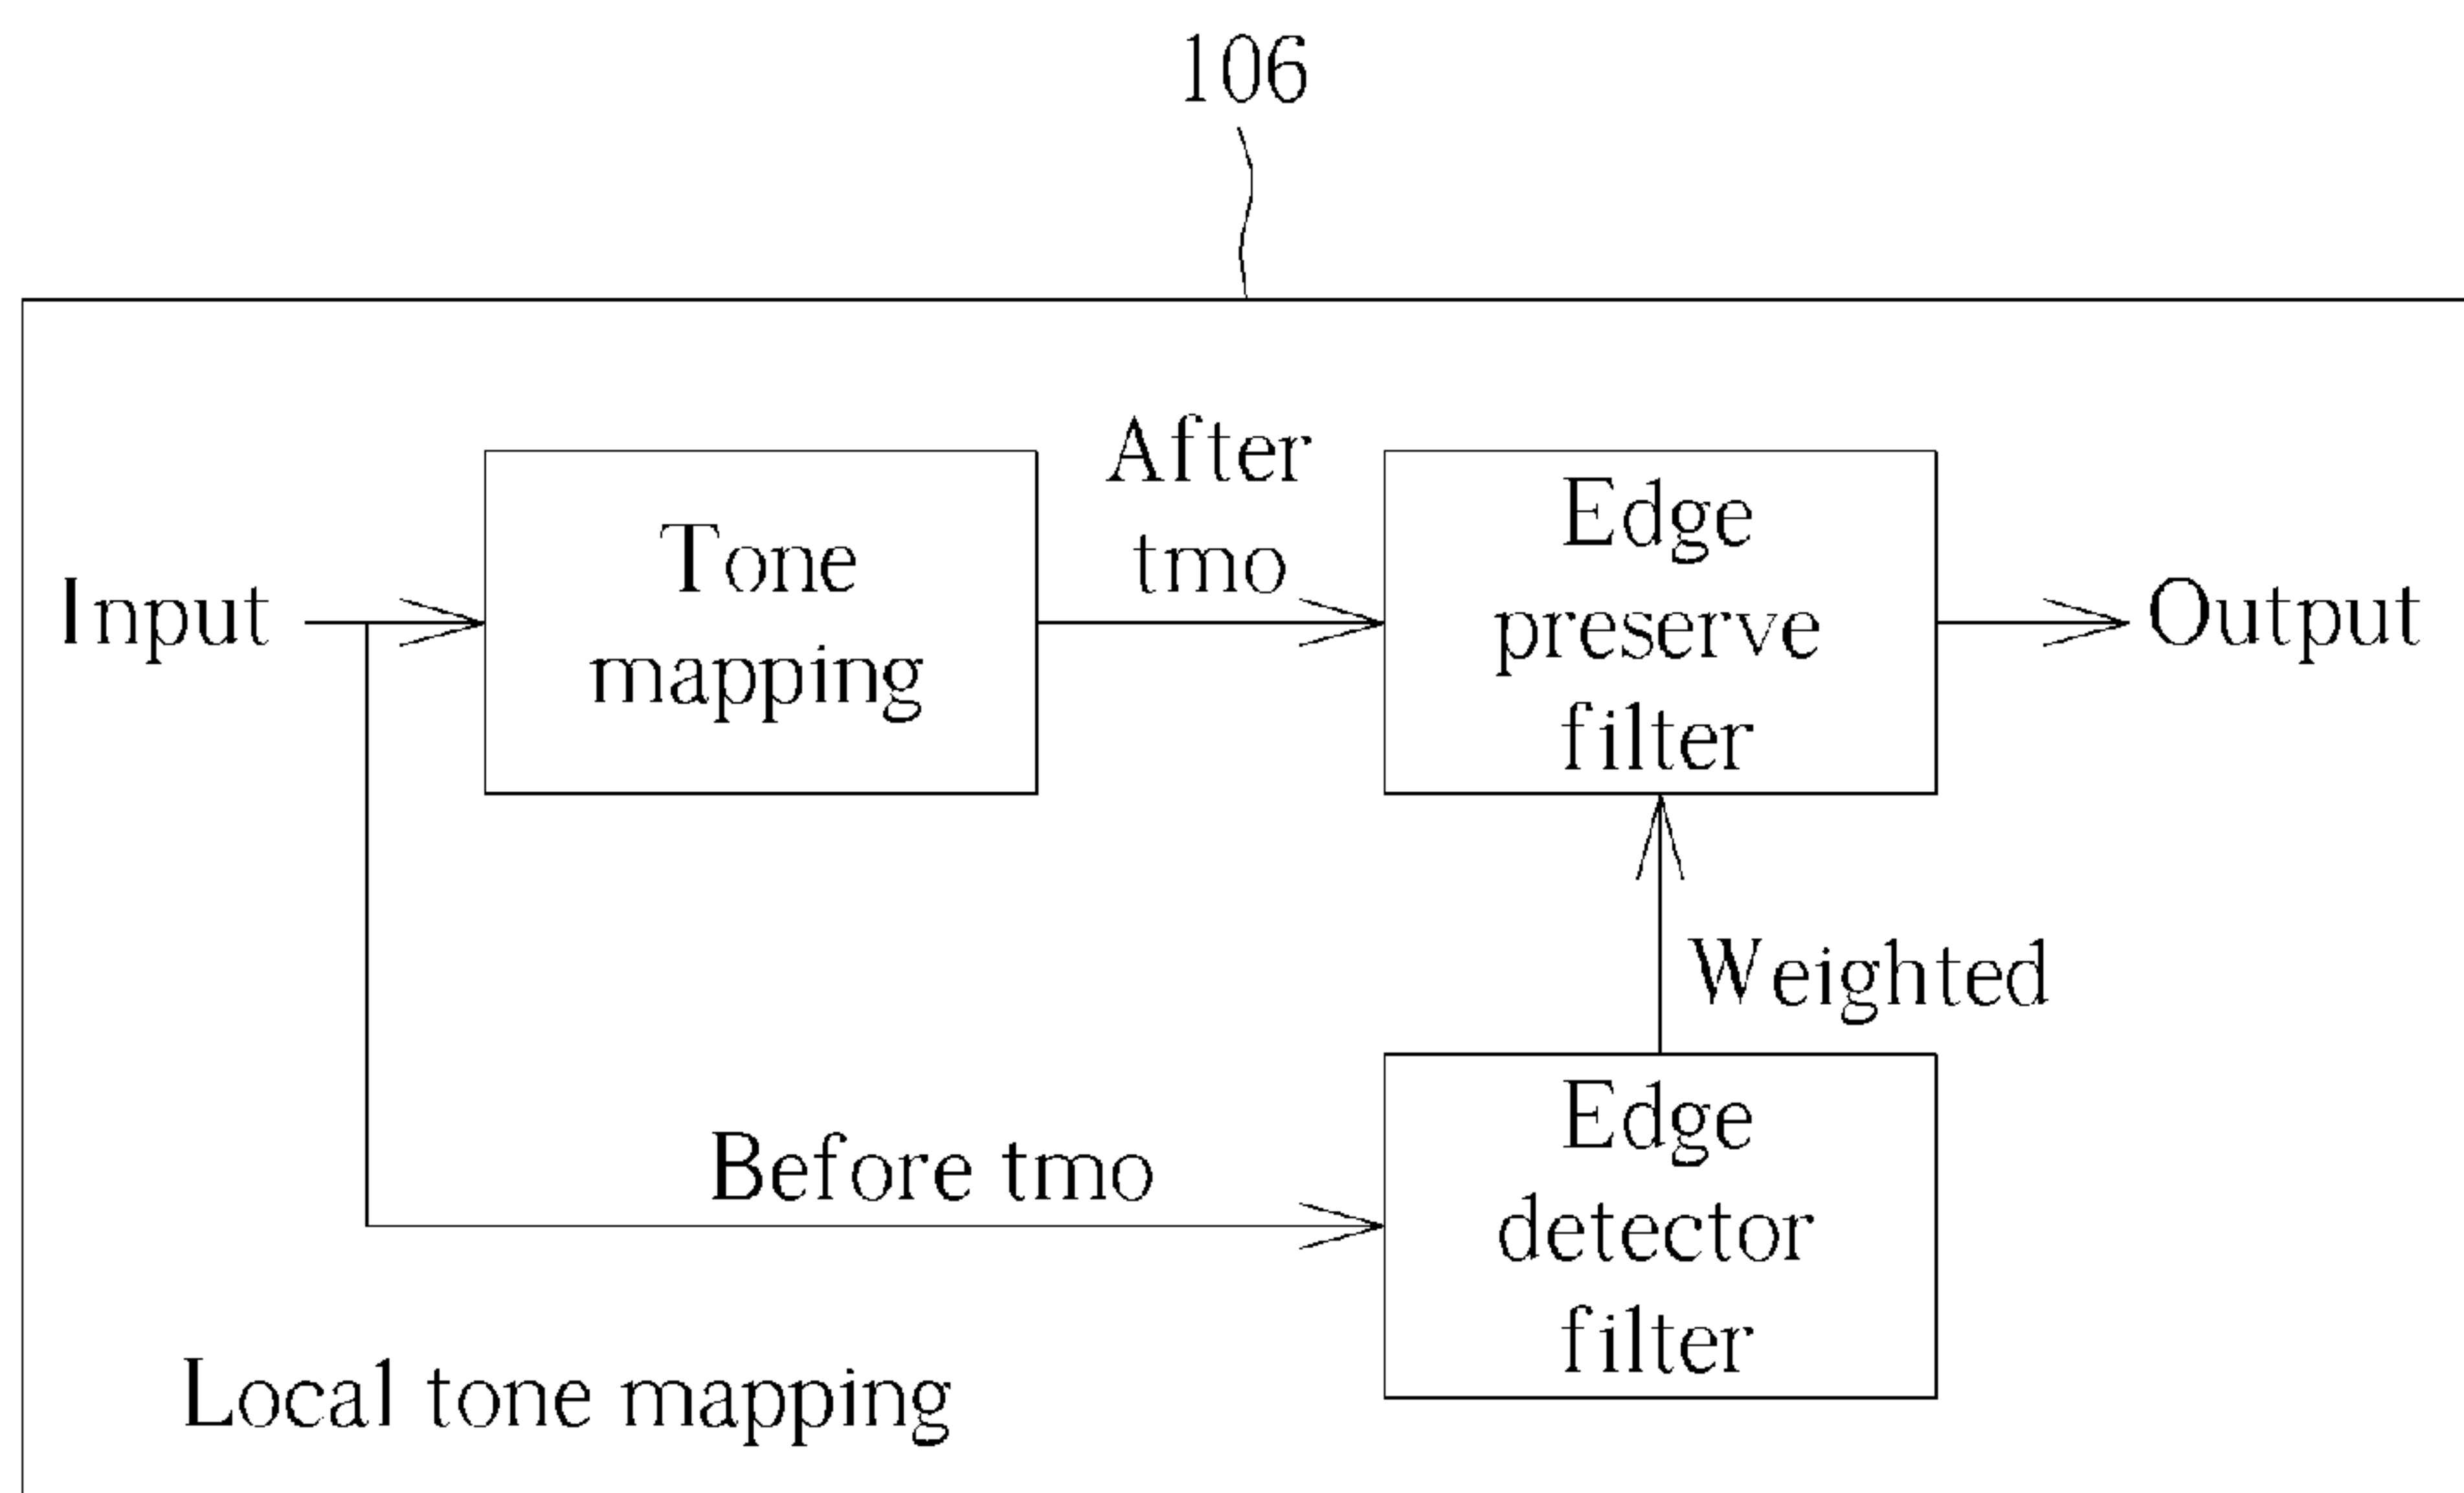 106
Input
Tone
mapping
After
tmo
Edge
preserve
filter
Output
Weighted
Before tmo
Edge
detector
filter
Local tone mapping